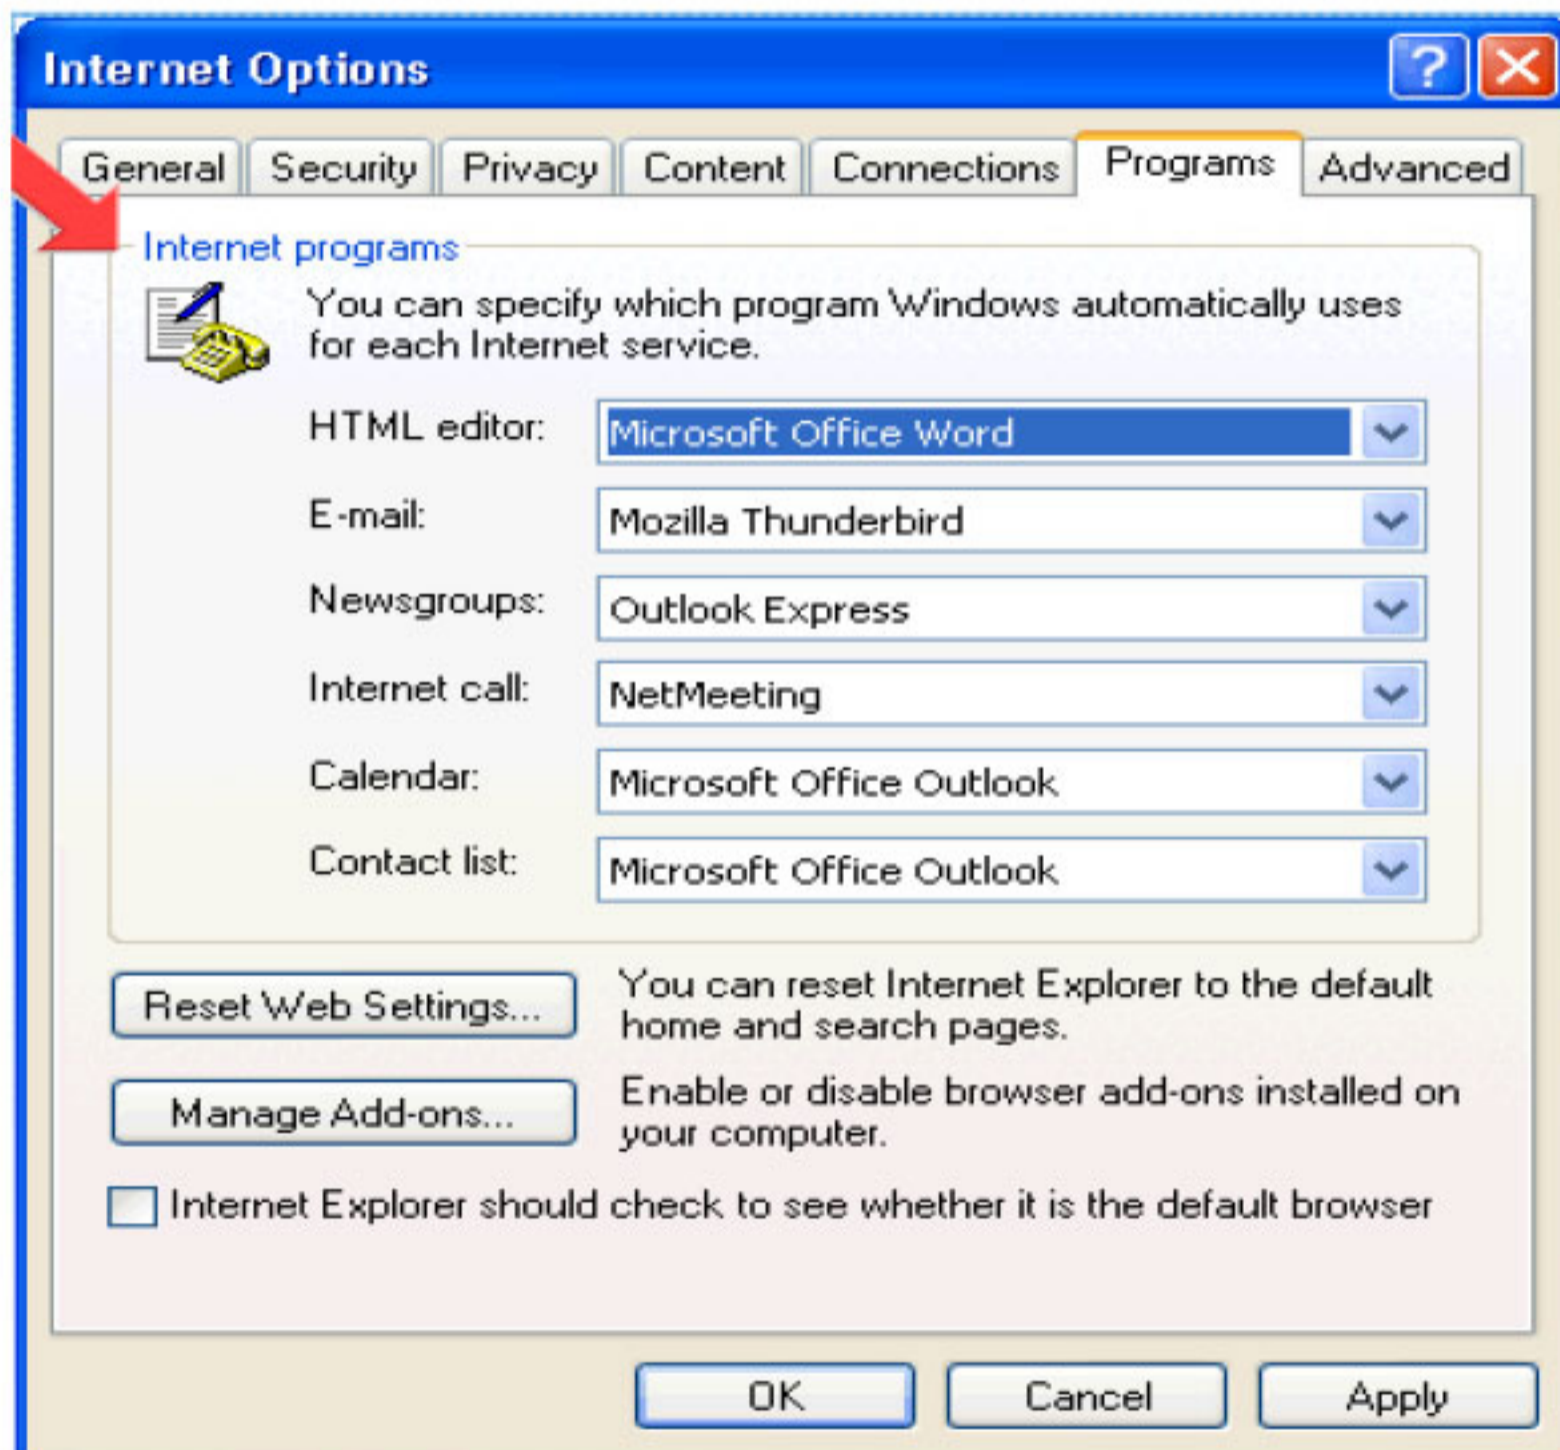 Internet Options
General Security Privacy Content Connections Programs Advanced
Internet programs
You can specify which program Windows automatically uses
for each Internet service.
HTML editor: Microsoft Office Word
E-mail: Mozilla Thunderbird
Newsgroups: Outlook Express
Internet call: NetMeeting
Calendar: Microsoft Office Outlook
Contact list: Microsoft Office Outlook
Reset Web Settings... You can reset Internet Explorer to the default
home and search pages.
Manage Add-ons... Enable or disable browser add-ons installed on
your computer.
Internet Explorer should check to see whether it is the default browser
OK Cancel Apply